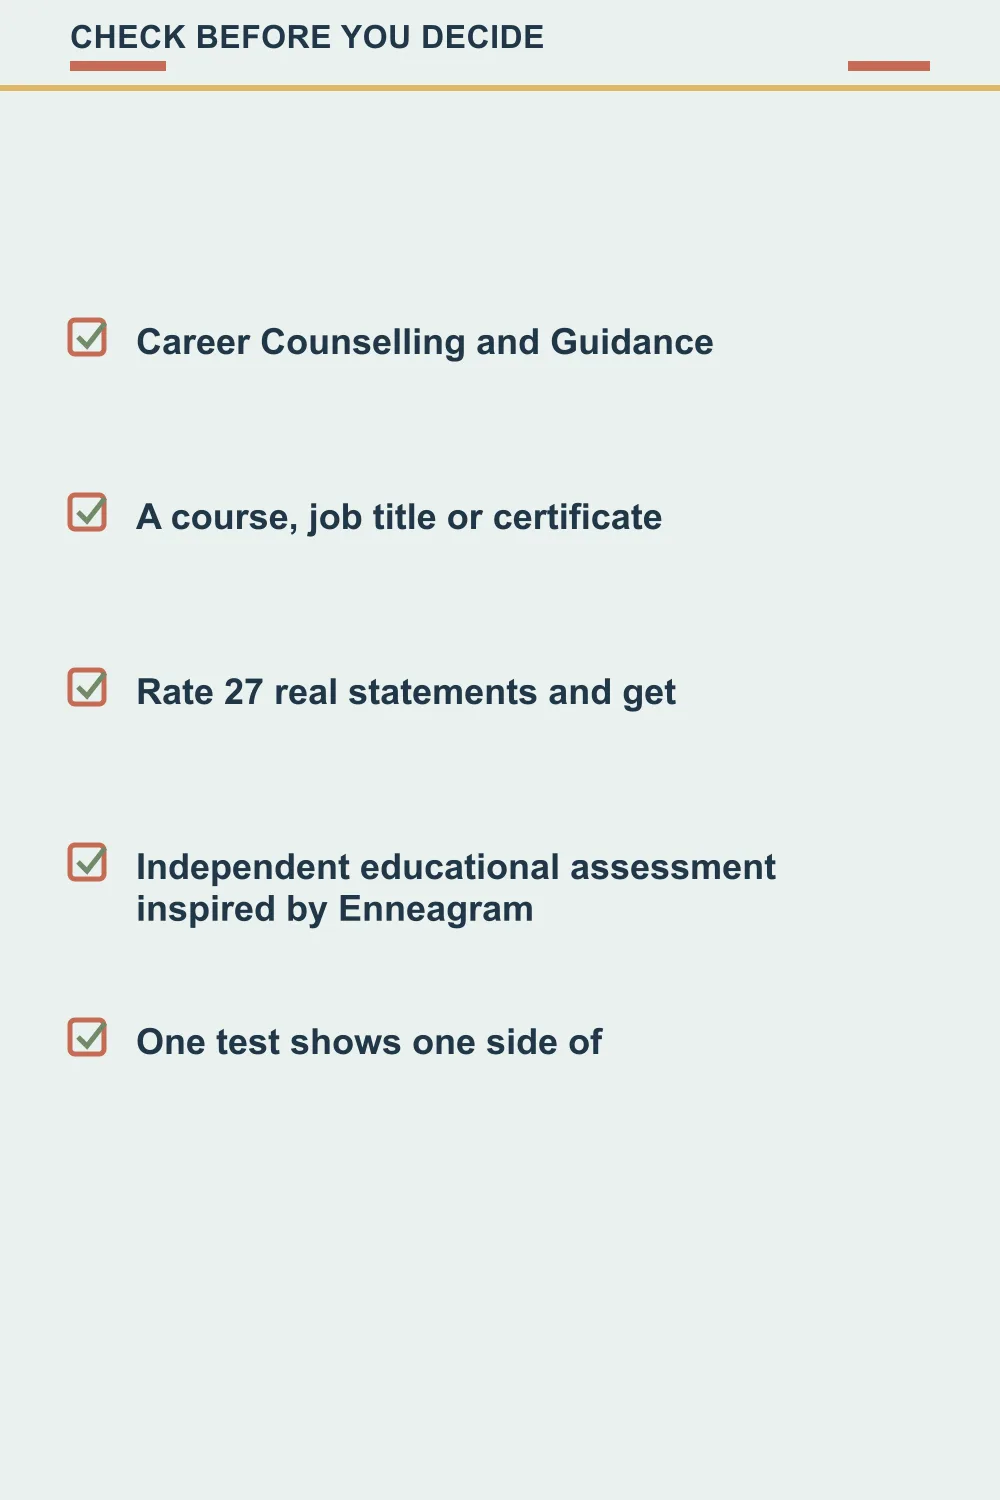 CHECK BEFORE YOU DECIDE
Career Counselling and Guidance
A course, job title or certificate
Rate 27 real statements and get
Independent educational assessment
inspired by Enneagram
One test shows one side of